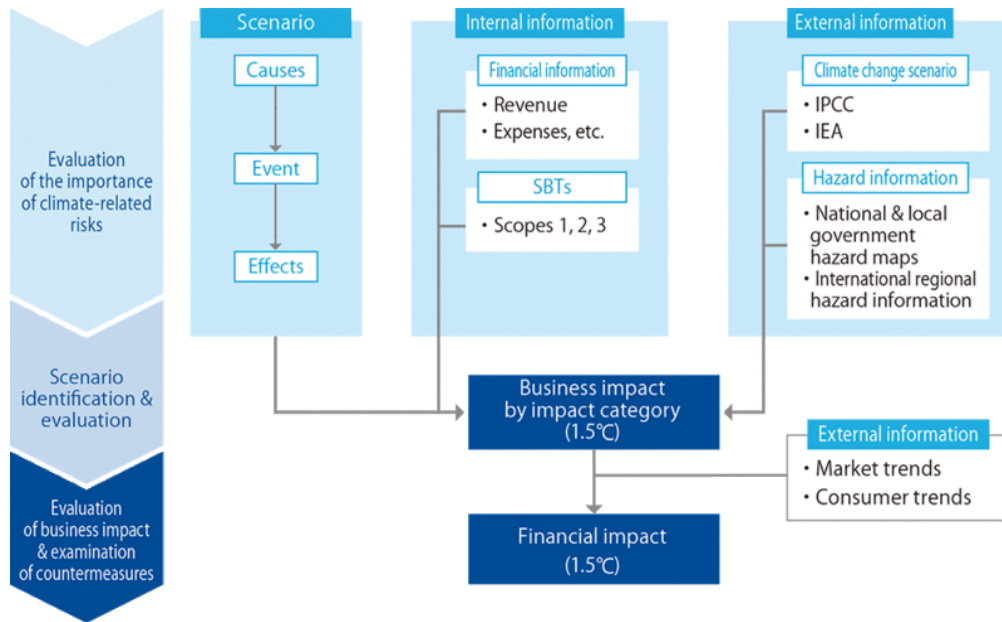 Evaluation
of the importance
of climate-related
risks
Scenario
identification &
evaluation
Evaluation
of business impact
& examination
of countermeasures
Scenario
Causes
Event
Effects
Internal information
Financial information
・Revenue
・Expenses, etc.
SBTs
・Scopes 1, 2, 3
External information
Climate change scenario
・IPCC
・IEA
Hazard information
・National & local
government
hazard maps
・International regional
hazard information
Business impact
by impact category
(1.5℃)
External information
・Market trends
・Consumer trends
Financial impact
(1.5℃)